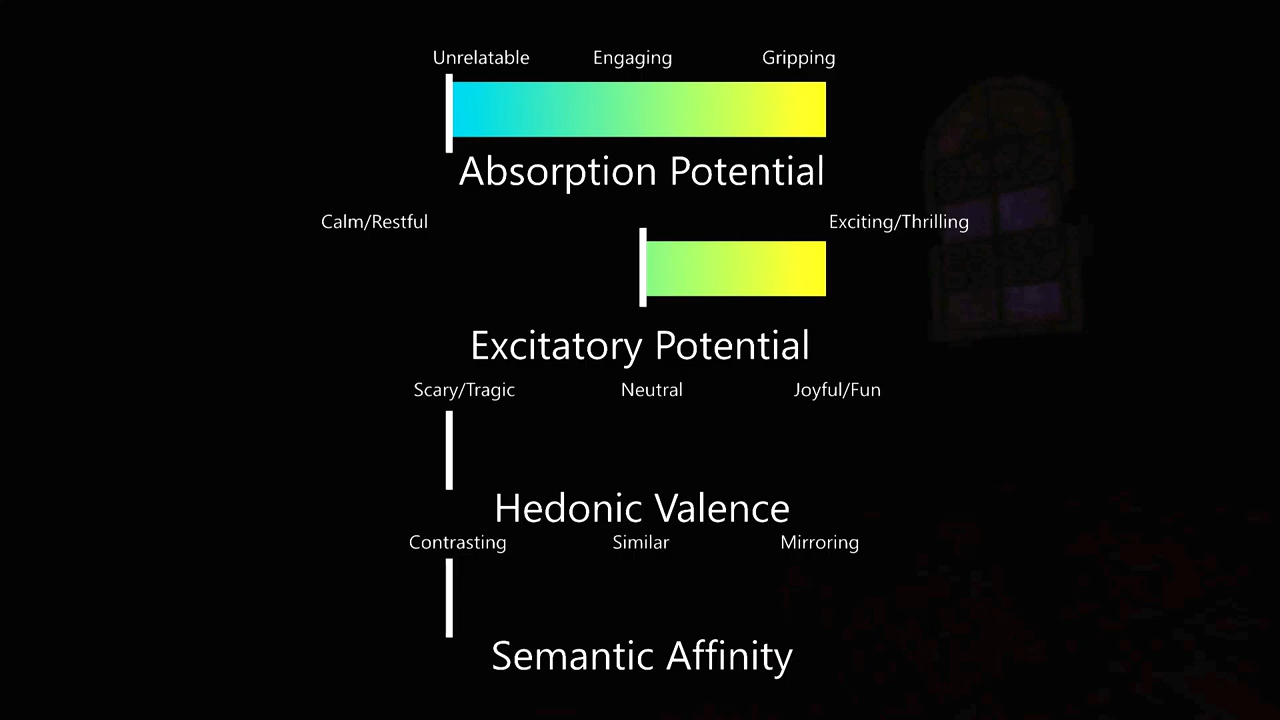 Unrelatable Engaging Gripping
Absorption Potential
Calm/Restful Exciting/Thrilling
Excitatory Potential
Scary/Tragic Neutral Joyful/Fun
Hedonic Valence
Contrasting Similar Mirroring
Semantic Affinity